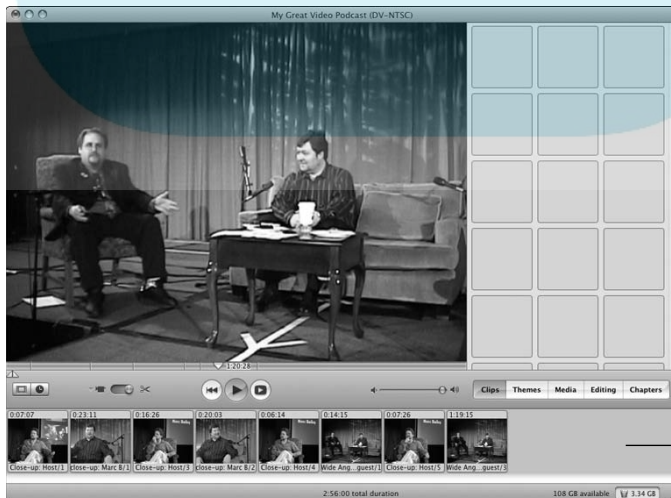 My Great Video Podcast (DV-NTSC)
1:20:28
Clips Themes Media Editing Chapters
0:07:07 0:23:11 0:16:26 0:20:03 0:06:14 0:14:15 0:07:26 1:19:15
Close-up: Host/1 close-up: Marc B/1 Close-up: Host/3 close-up: Marc B/2 Close-up: Host/4 Wide Ang...guest/1 Close-up: Host/5 Wide Ang...guest/3
2:56:00 total duration 108 GB available 3.34 GB